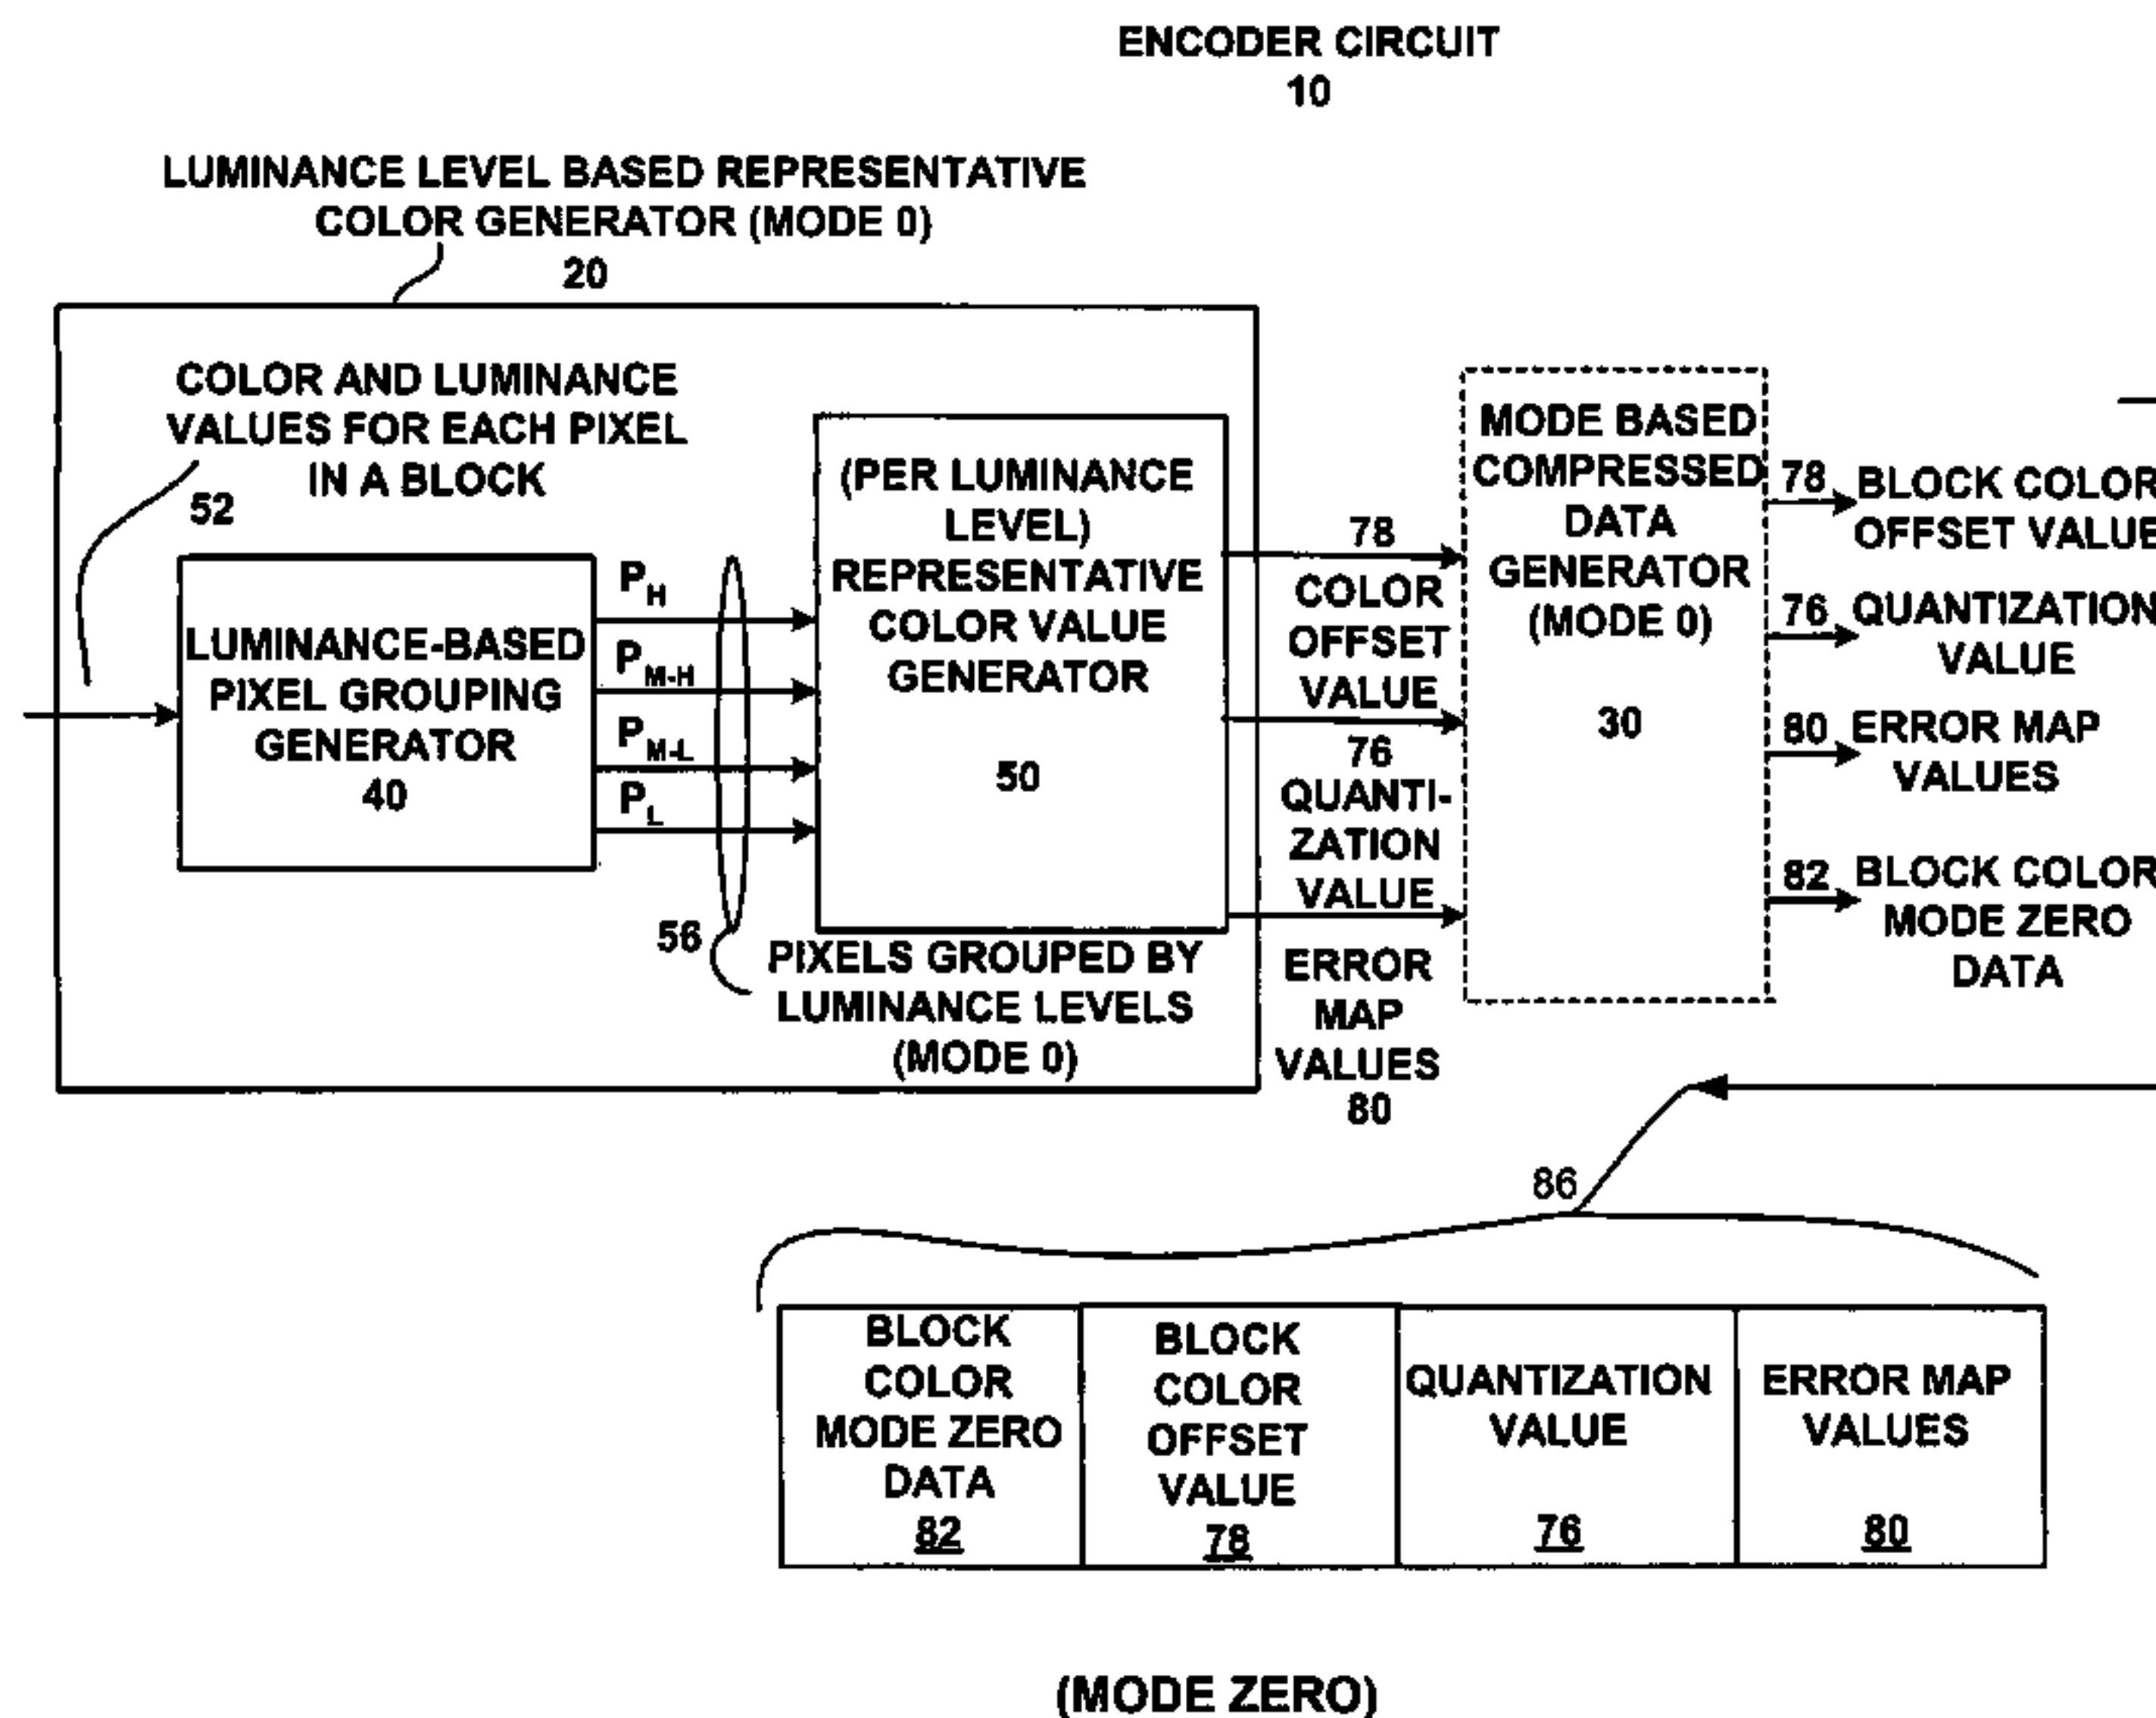 ENCODER CIRCUIT
10
LUMINANCE LEVEL BASED REPRESENTATIVE
COLOR GENERATOR (MODE 0)
20
COLOR AND LUMINANCE
VALUES FOR EACH PIXEL
IN A BLOCK
52
LUMINANCE-BASED
PIXEL GROUPING
GENERATOR
40
P H
P M-H
P M-L
P L
56
PIXELS GROUPED BY
LUMINANCE LEVELS
(MODE 0)
(PER LUMINANCE
LEVEL)
REPRESENTATIVE
COLOR VALUE
GENERATOR
50
78
COLOR
OFFSET
VALUE
76
QUANTI-
ZATION
VALUE
ERROR
MAP
VALUES
80
MODE BASED
COMPRESSED
DATA
GENERATOR
(MODE 0)
30
78 BLOCK COLOR
OFFSET VALUE
76 QUANTIZATION
VALUE
80 ERROR MAP
VALUES
82 BLOCK COLOR
MODE ZERO
DATA
86
BLOCK
COLOR
MODE ZERO
DATA
82
BLOCK
COLOR
OFFSET
VALUE
78
QUANTIZATION
VALUE
76
ERROR MAP
VALUES
80
(MODE ZERO)